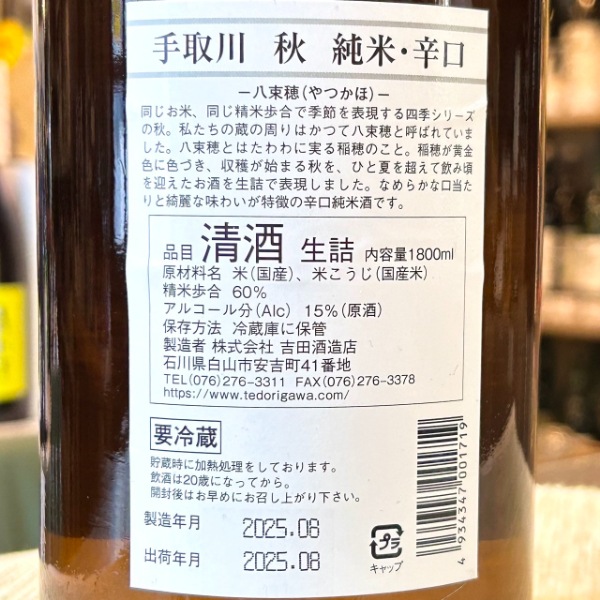 手取川 秋 純米・辛口
－八束穂（やつかほ）－
同じお米、同じ精米歩合で季節を表現する四季シリーズ
の秋。私たちの蔵の周りはかつて八束穂と呼ばれていま
した。八束穂とはたわわに実る稲穂のこと。稲穂が黄金
色に色づき、収穫が始まる秋を、ひと夏を超えて飲み頃
を迎えたお酒を生詰で表現しました。なめらかな口当た
りと綺麗な味わいが特徴の辛口純米酒です。
品目 清酒 生詰 内容量1800ml
原材料名 米(国産)、米こうじ(国産米)
精米歩合 60%
アルコール分(Alc) 15%(原酒)
保存方法 冷蔵庫に保管
製造者 株式会社 吉田酒造店
石川県白山市安吉町41番地
TEL(076)276-3311 FAX(076)276-3378
https://www.tedorigawa.com/
要冷蔵
貯蔵時に加熱処理をしております。
飲酒は20歳になってから。
開封後はお早めにお召し上がり下さい。
製造年月 2025.08
出荷年月 2025.08
プラ
キャップ
4 934347 001719